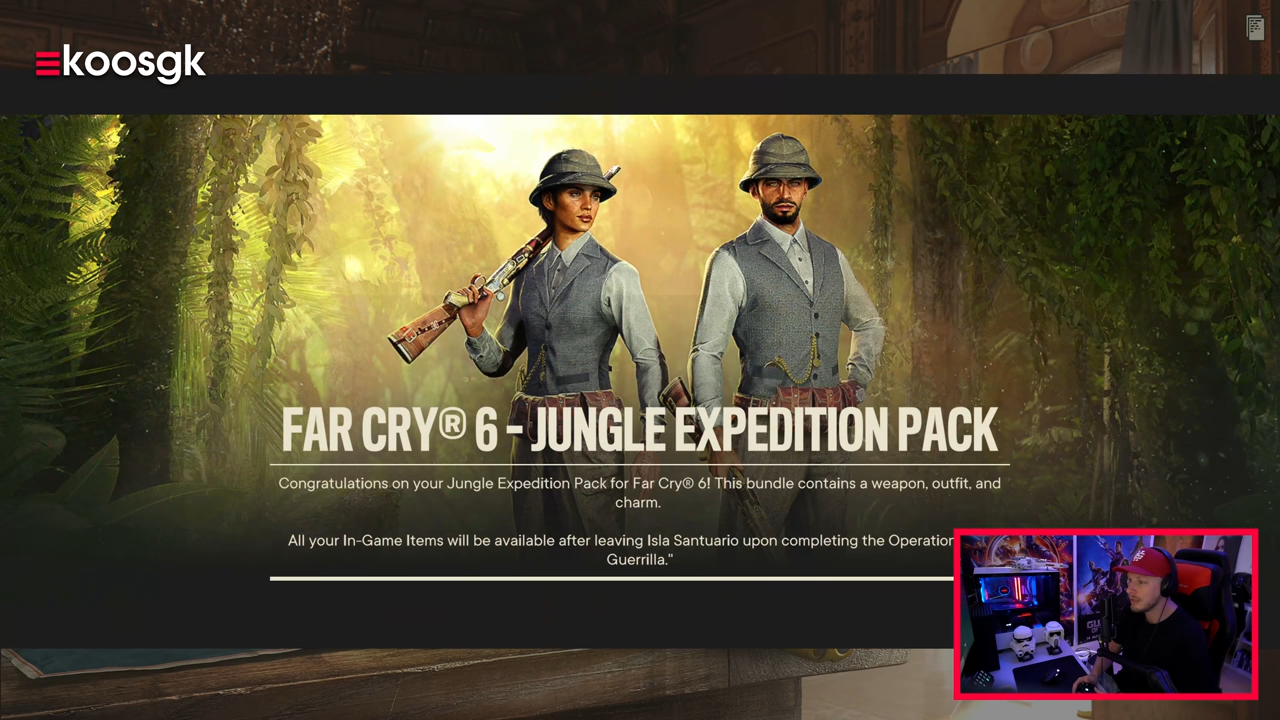 koosgk
FAR CRY® 6 - JUNGLE EXPEDITION PACK
Congratulations on your Jungle Expedition Pack for Far Cry® 6! This bundle contains a weapon, outfit, and
charm.
All your In-Game Items will be available after leaving Isla Santuario upon completing the Operation
Guerrilla."